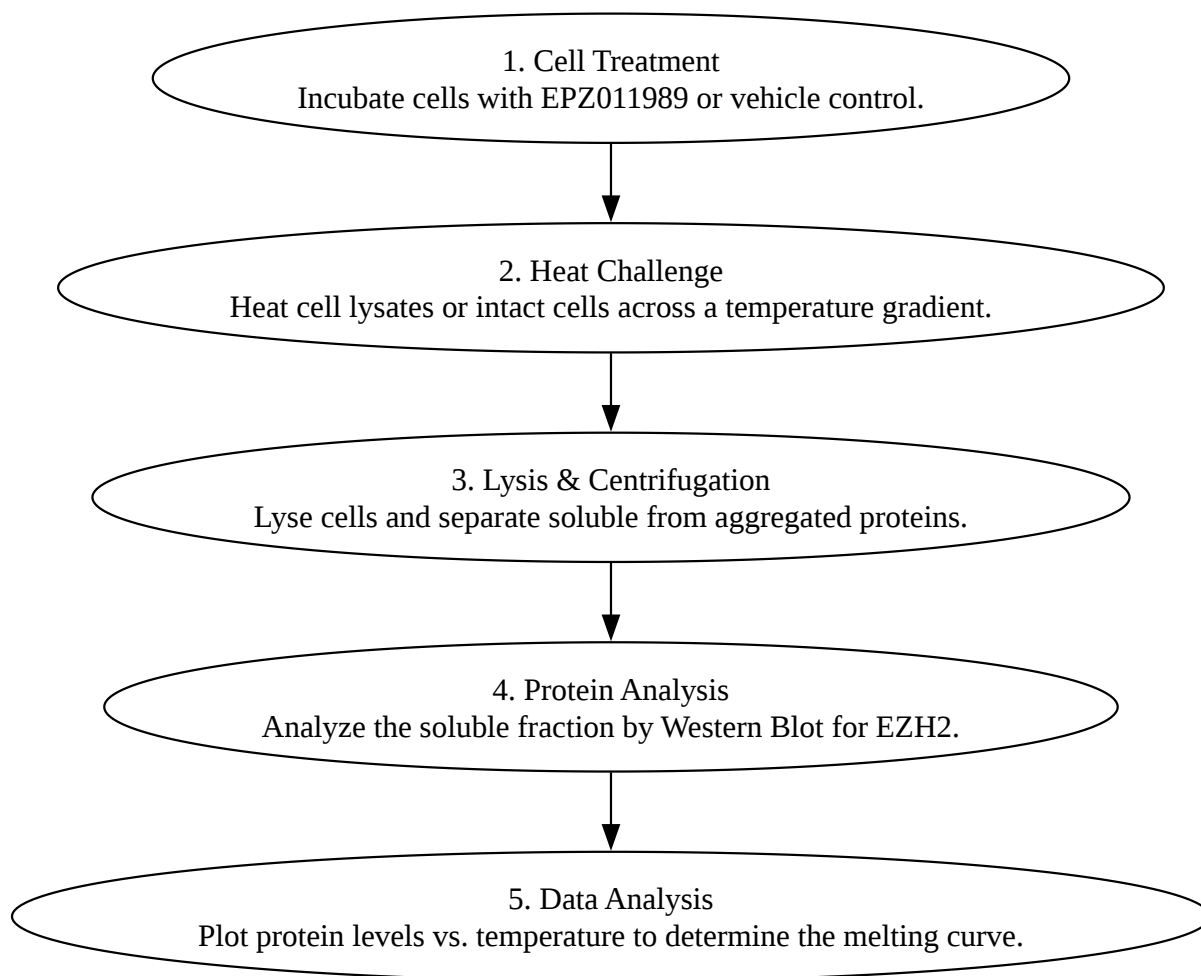 1. Cell Treatment
Incubate cells with EPZ011989 or vehicle control.
2. Heat Challenge
Heat cell lysates or intact cells across a temperature gradient.
3. Lysis & Centrifugation
Lyse cells and separate soluble from aggregated proteins.
4. Protein Analysis
Analyze the soluble fraction by Western Blot for EZH2.
5. Data Analysis
Plot protein levels vs. temperature to determine the melting curve.